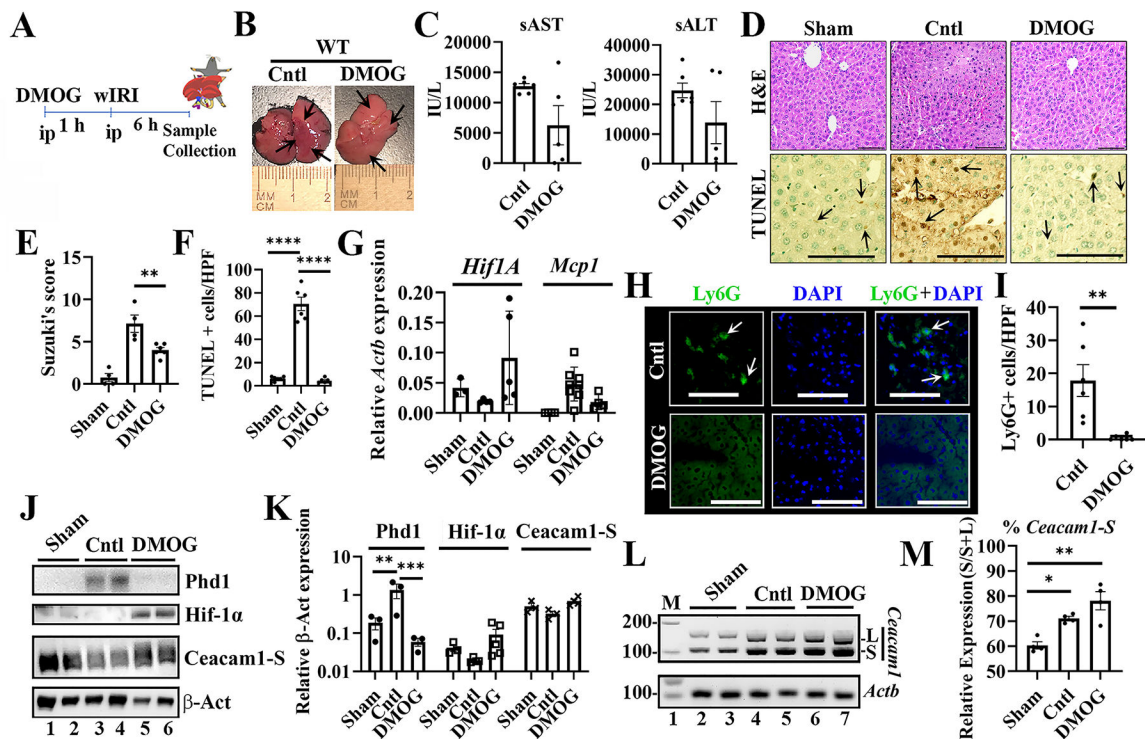 A
DMOG wIRI
ip 1 h ip 6 h Sample
Collection
B
WT
Cntl DMOG
0 1 2 0 1 2
MM MM
CM CM
C
sAST
IU/L
15000
10000
5000
0
Cntl
DMOG
sALT
IU/L
40000
30000
20000
10000
0
Cntl
DMOG
D
Sham Cntl DMOG
H&E
TUNEL
E
Suzuki's score
15
10
5
0
**
Sham
Cntl
DMOG
F
TUNEL + cells/HPF
100
80
60
40
20
0
**** ****
Sham
Cntl
DMOG
G
Relative Actb expression
Hif1A Mcp1
0.20
0.15
0.10
0.05
0.00
Sham
Cntl
DMOG
Sham
Cntl
DMOG
H
Ly6G DAPI Ly6G+DAPI
Cntl
DMOG
I
Ly6G+ cells/HPF
40
30
20
10
0
**
Cntl
DMOG
J
Sham Cntl DMOG
Phd1
Hif-1α
Ceacam1-S
β-Act
1 2 3 4 5 6
K
Relative β-Act expression
Phd1 Hif-1α Ceacam1-S
10
1
0.1
0.01
** ***
Sham
Cntl
DMOG
Sham
Cntl
DMOG
Sham
Cntl
DMOG
L
M Sham Cntl DMOG
200
100
-L
-S
Ceacam1
100
Actb
1 2 3 4 5 6 7
M
% Ceacam1-S
Relative Expression(S/S+L)
90
80
70
60
50
*
**
Sham
Cntl
DMOG